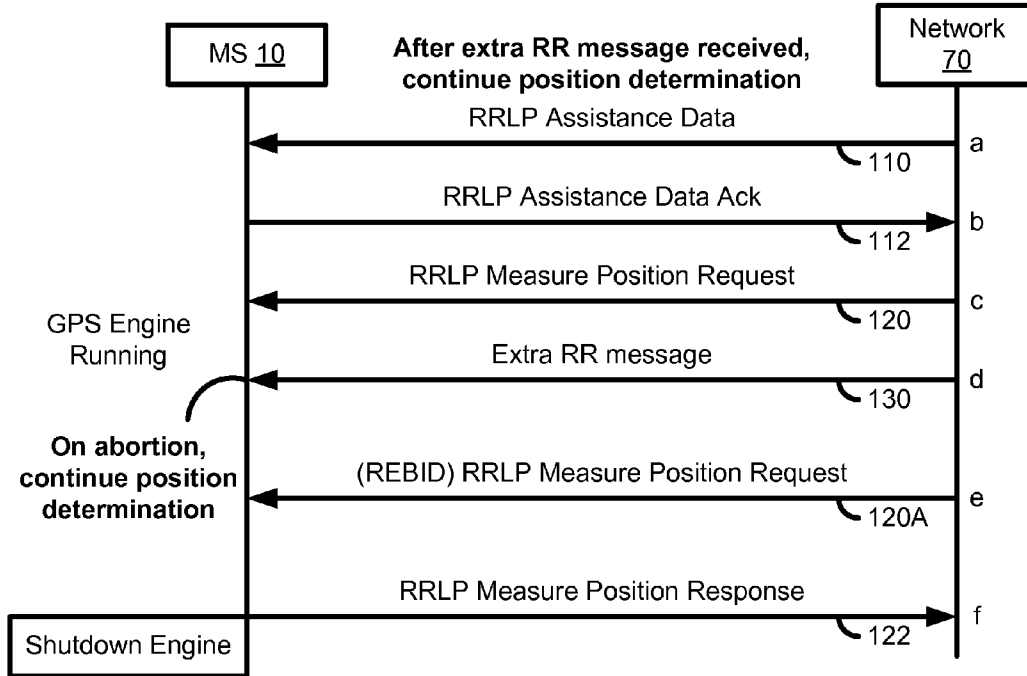 MS 10
After extra RR message received,
continue position determination
Network
70
RRLP Assistance Data
a
110
RRLP Assistance Data Ack
b
112
RRLP Measure Position Request
c
120
GPS Engine
Running
Extra RR message
d
130
On abortion,
continue position
determination
(REBID) RRLP Measure Position Request
e
120A
RRLP Measure Position Response
f
122
Shutdown Engine